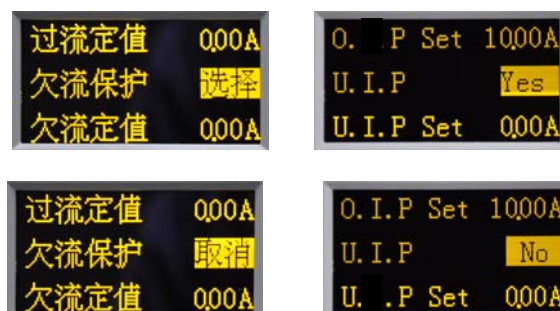 过流定值 0.00A
欠流保护 选择
欠流定值 0.00A
O. P Set 10.00A
U.I.P Yes
U.I.P Set 0.00A
过流定值 0.00A
欠流保护 取消
欠流定值 0.00A
O.I.P Set 10.00A
U.I.P No
U. .P Set 0.00A